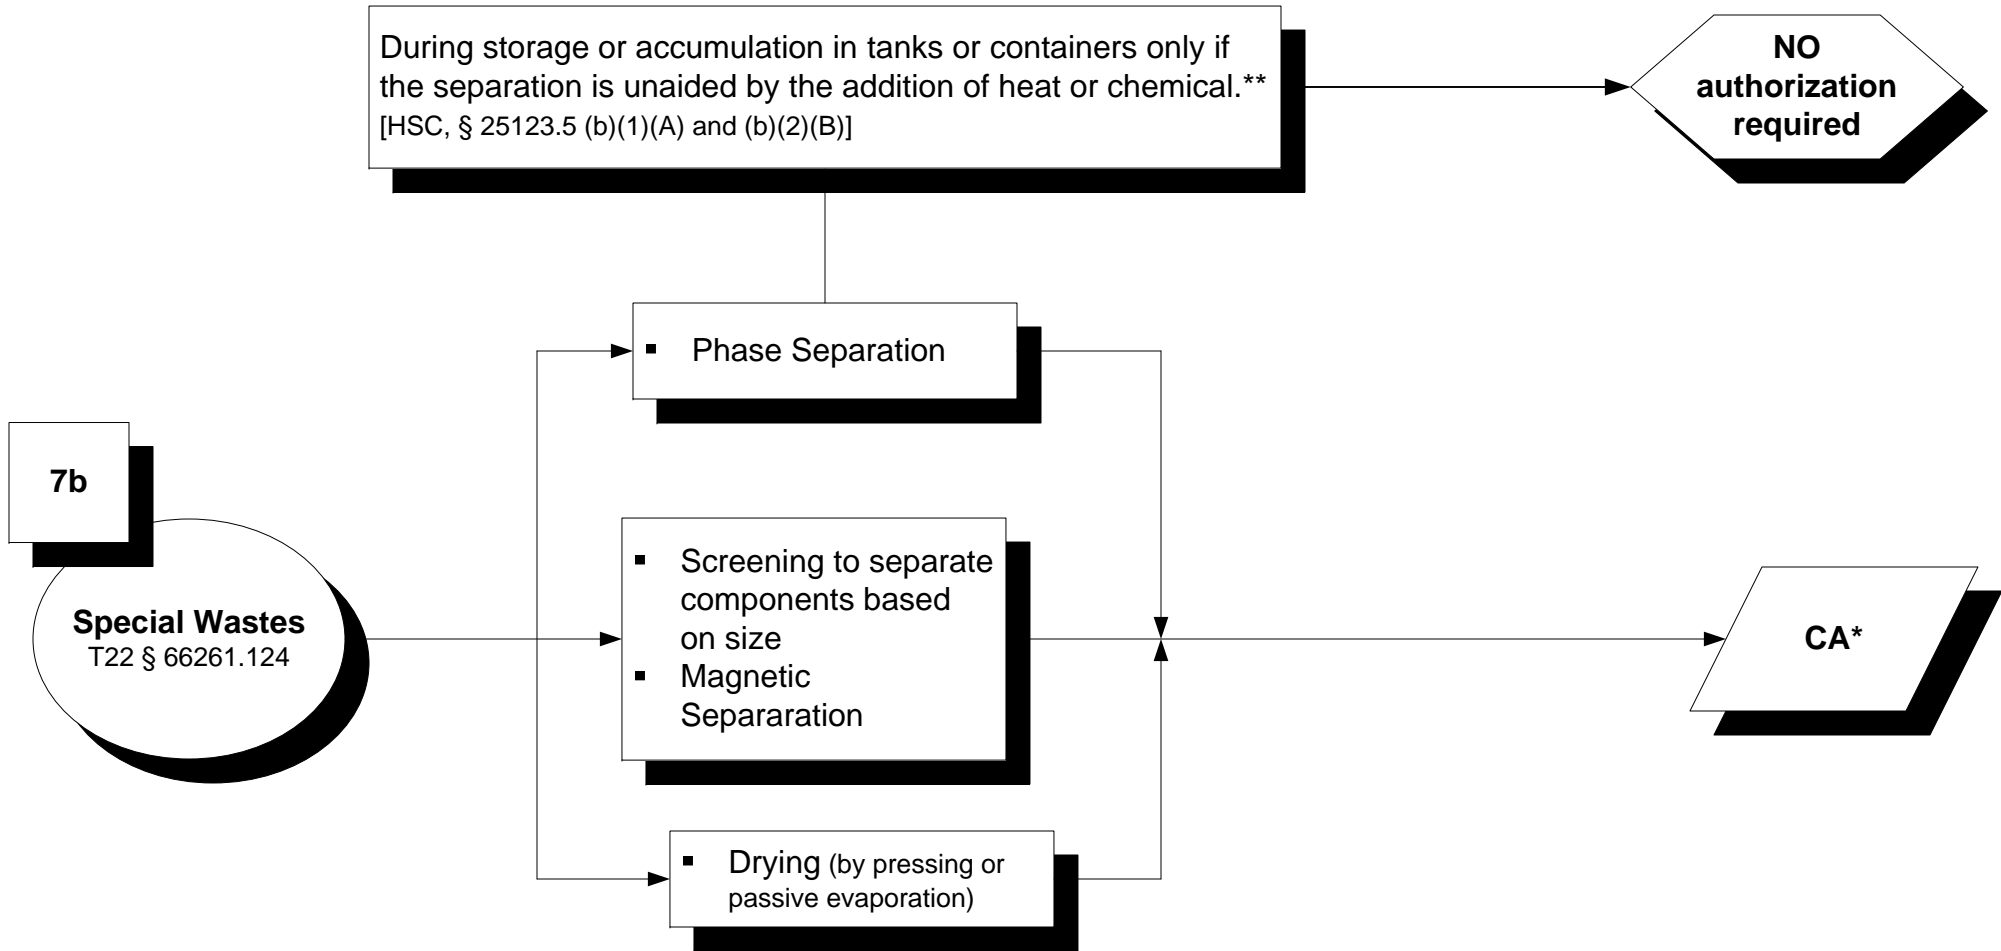 During storage or accumulation in tanks or containers only if
the separation is unaided by the addition of heat or chemical.**
[HSC, § 25123.5 (b)(1)(A) and (b)(2)(B)]
NO
authorization
required
▪ Phase Separation
7b
Special Wastes
T22 § 66261.124
▪ Screening to separate
components based
on size
▪ Magnetic
Separaration
CA*
▪ Drying (by pressing or
passive evaporation)